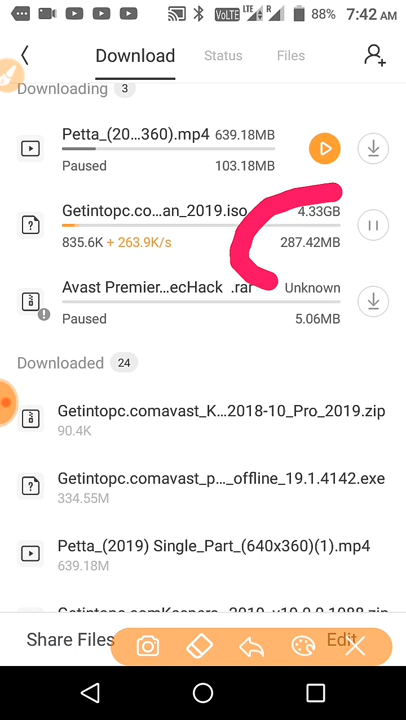 VoLTE LTE R 88% 7:42 AM
Download Status Files
Downloading 3
Petta_(20...360).mp4 639.18MB
Paused 103.18MB
Getintopc.co...an_2019.iso 4.33GB
835.6K + 263.9K/s 287.42MB
Avast Premier...ecHack .rar Unknown
Paused 5.06MB
Downloaded 24
Getintopc.comavast_K...2018-10_Pro_2019.zip
90.4K
Getintopc.comavast_p..._offline_19.1.4142.exe
334.55M
Petta_(2019) Single_Part_(640x360)(1).mp4
639.18M
Share Files Edit